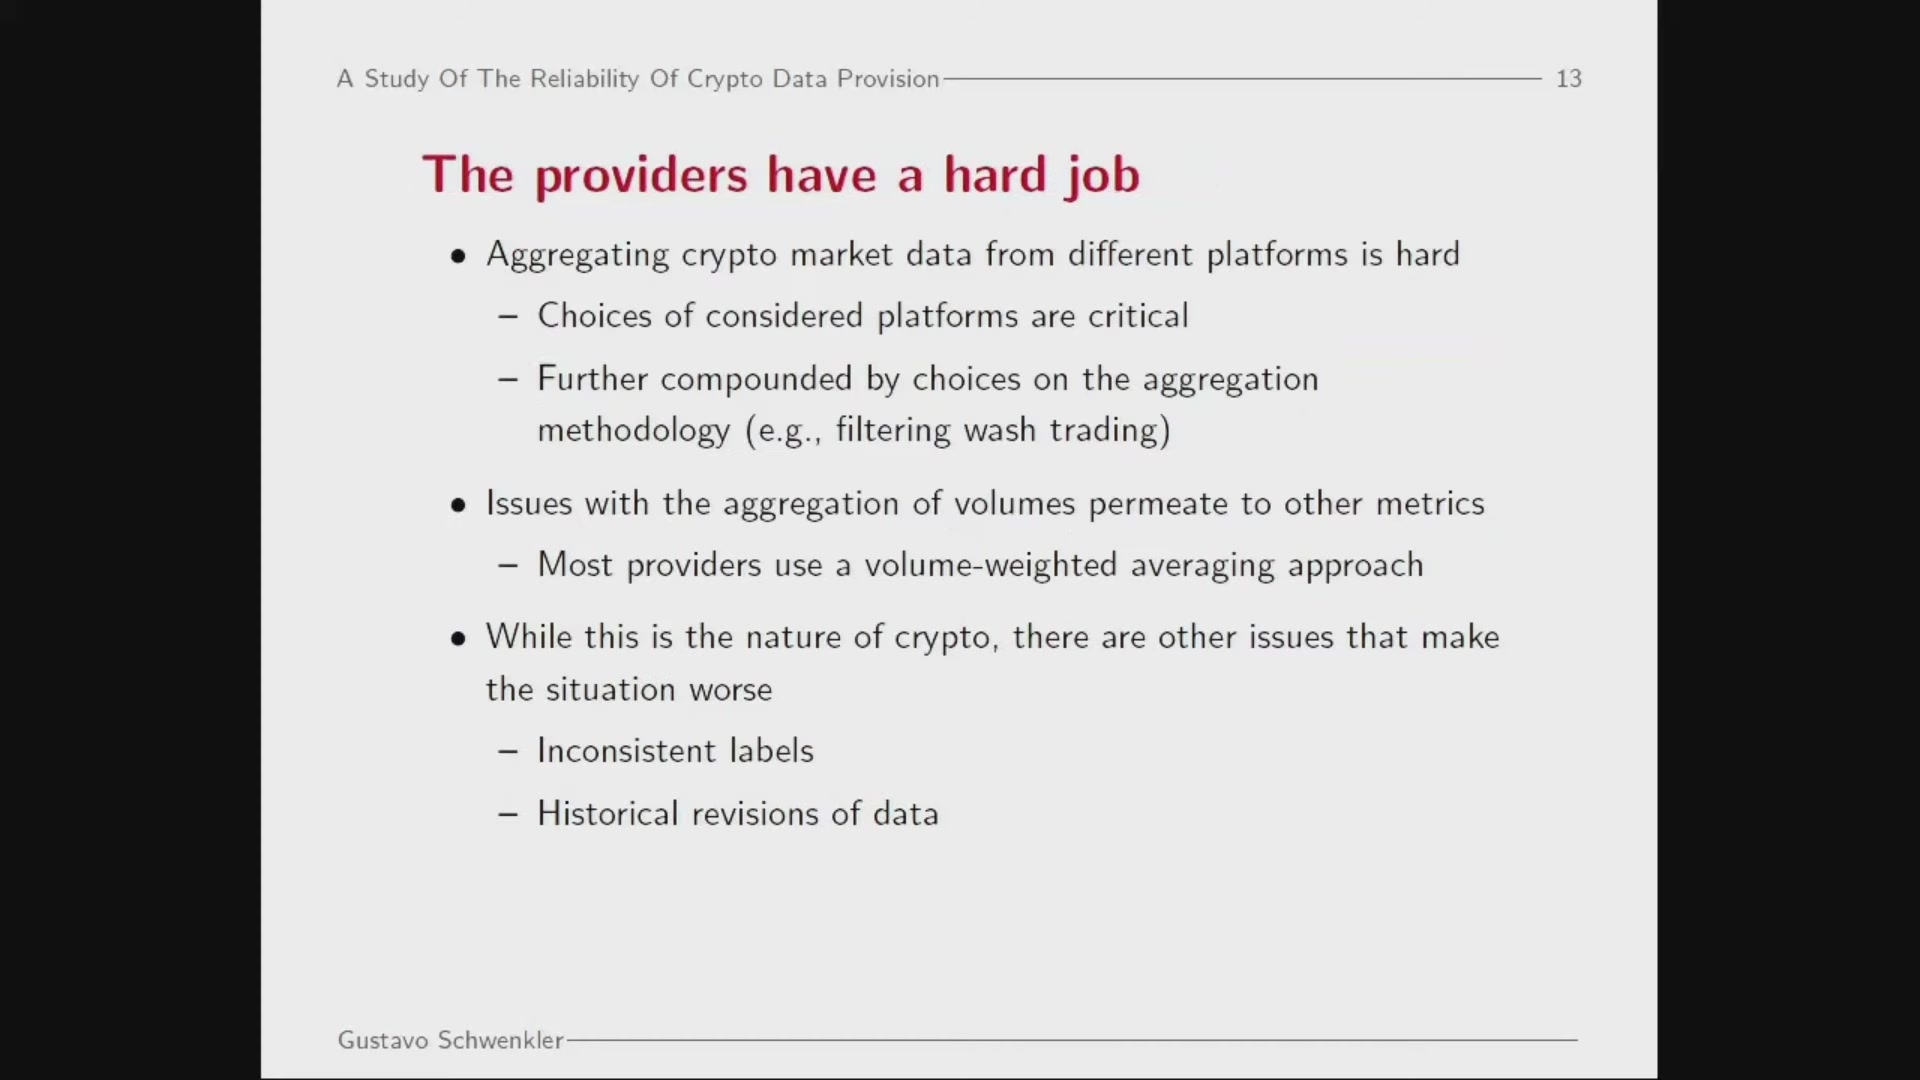 A Study Of The Reliability Of Crypto Data Provision 13
The providers have a hard job
• Aggregating crypto market data from different platforms is hard
– Choices of considered platforms are critical
– Further compounded by choices on the aggregation
methodology (e.g., filtering wash trading)
• Issues with the aggregation of volumes permeate to other metrics
– Most providers use a volume-weighted averaging approach
• While this is the nature of crypto, there are other issues that make
the situation worse
– Inconsistent labels
– Historical revisions of data
Gustavo Schwenkler